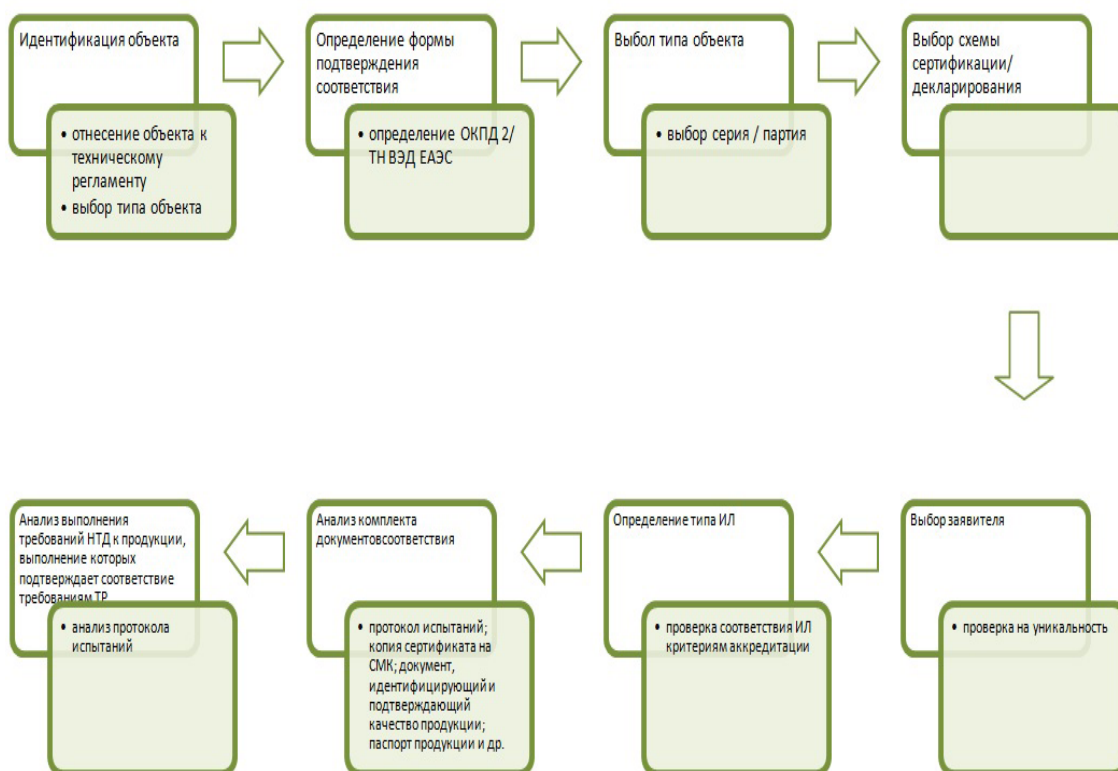 Идентификация объекта
• отнесение объекта к
техническому
регламенту
• выбор типа объекта
Определение формы
подтверждения
соответствия
• определение ОКПД 2/
ТН ВЭД ЕАЭС
Выбол типа объекта
• выбор серия / партия
Выбор схемы
сертификации/
декларирования
Выбор заявителя
• проверка на уникальность
Определение типа ИЛ
• проверка соответствия ИЛ
критериям аккредитации
Анализ комплекта
документовсоответствия
• протокол испытаний;
копия сертификата на
СМК; документ,
идентифицирующий и
подтверждающий
качество продукции;
паспорт продукции и др.
Анализ выполнения
требований НТД к продукции,
выполнение которых
подтверждает соответствие
требованиям ТР
• анализ протокола
испытаний